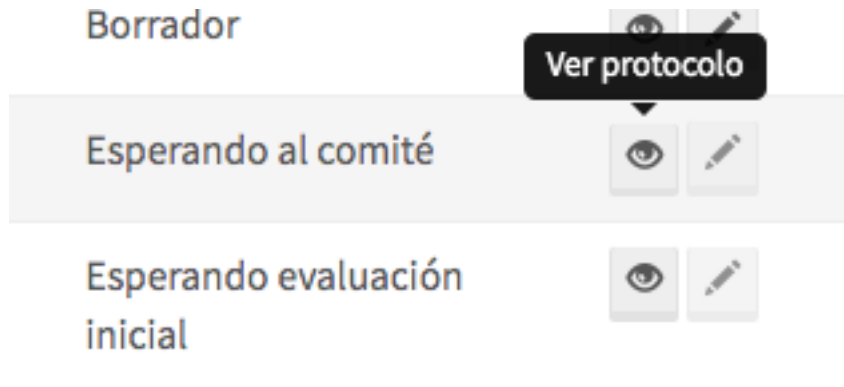 Borrador
Ver protocolo
Esperando al comité
Esperando evaluación
inicial